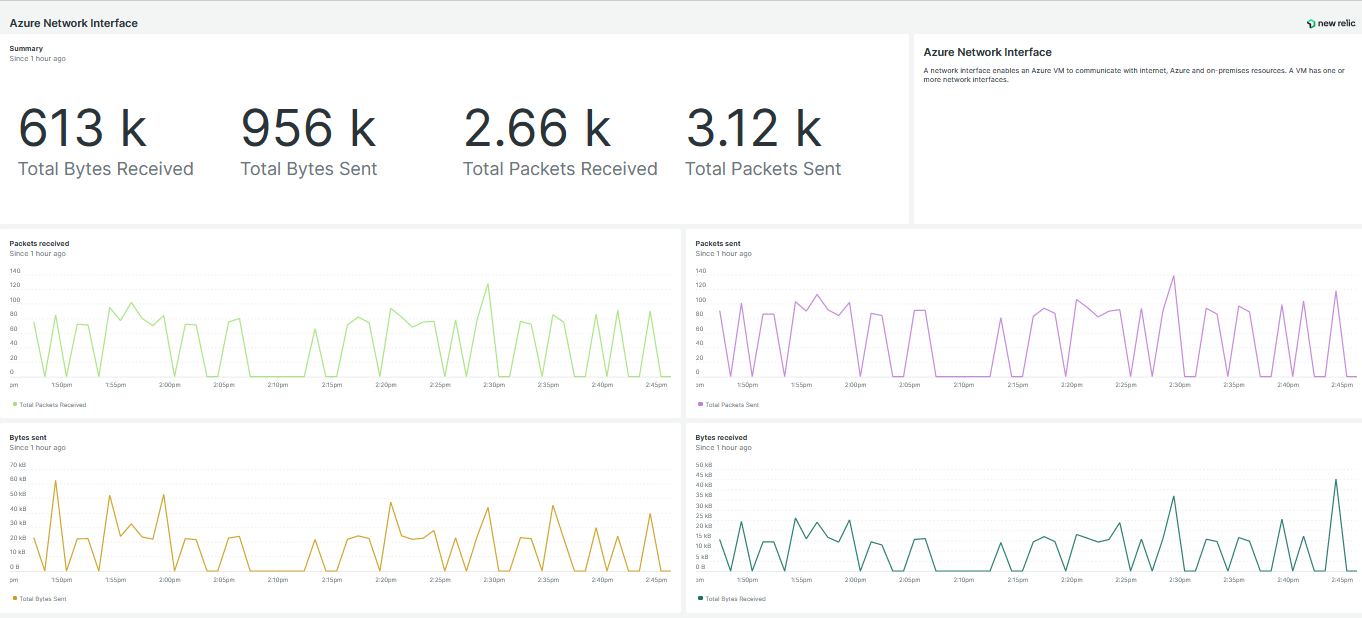 Azure Network Interface
new relic
Summary
Since 1 hour ago
613 k
Total Bytes Received
956 k
Total Bytes Sent
2.66 k
Total Packets Received
3.12 k
Total Packets Sent
Azure Network Interface
A network interface enables an Azure VM to communicate with internet, Azure and on-premises resources. A VM has one or
more network interfaces.
Packets received
Since 1 hour ago
140
120
100
80
60
40
20
0
pm 1:50pm 1:55pm 2:00pm 2:05pm 2:10pm 2:15pm 2:20pm 2:25pm 2:30pm 2:35pm 2:40pm 2:45pm
Total Packets Received
Packets sent
Since 1 hour ago
140
120
100
80
60
40
20
0
pm 1:50pm 1:55pm 2:00pm 2:05pm 2:10pm 2:15pm 2:20pm 2:25pm 2:30pm 2:35pm 2:40pm 2:45pm
Total Packets Sent
Bytes sent
Since 1 hour ago
70 kB
60 kB
50 kB
40 kB
30 kB
20 kB
10 kB
0 B
pm 1:50pm 1:55pm 2:00pm 2:05pm 2:10pm 2:15pm 2:20pm 2:25pm 2:30pm 2:35pm 2:40pm 2:45pm
Total Bytes Sent
Bytes received
Since 1 hour ago
50 kB
45 kB
40 kB
35 kB
30 kB
25 kB
20 kB
15 kB
10 kB
5 kB
0 B
pm 1:50pm 1:55pm 2:00pm 2:05pm 2:10pm 2:15pm 2:20pm 2:25pm 2:30pm 2:35pm 2:40pm 2:45pm
Total Bytes Received